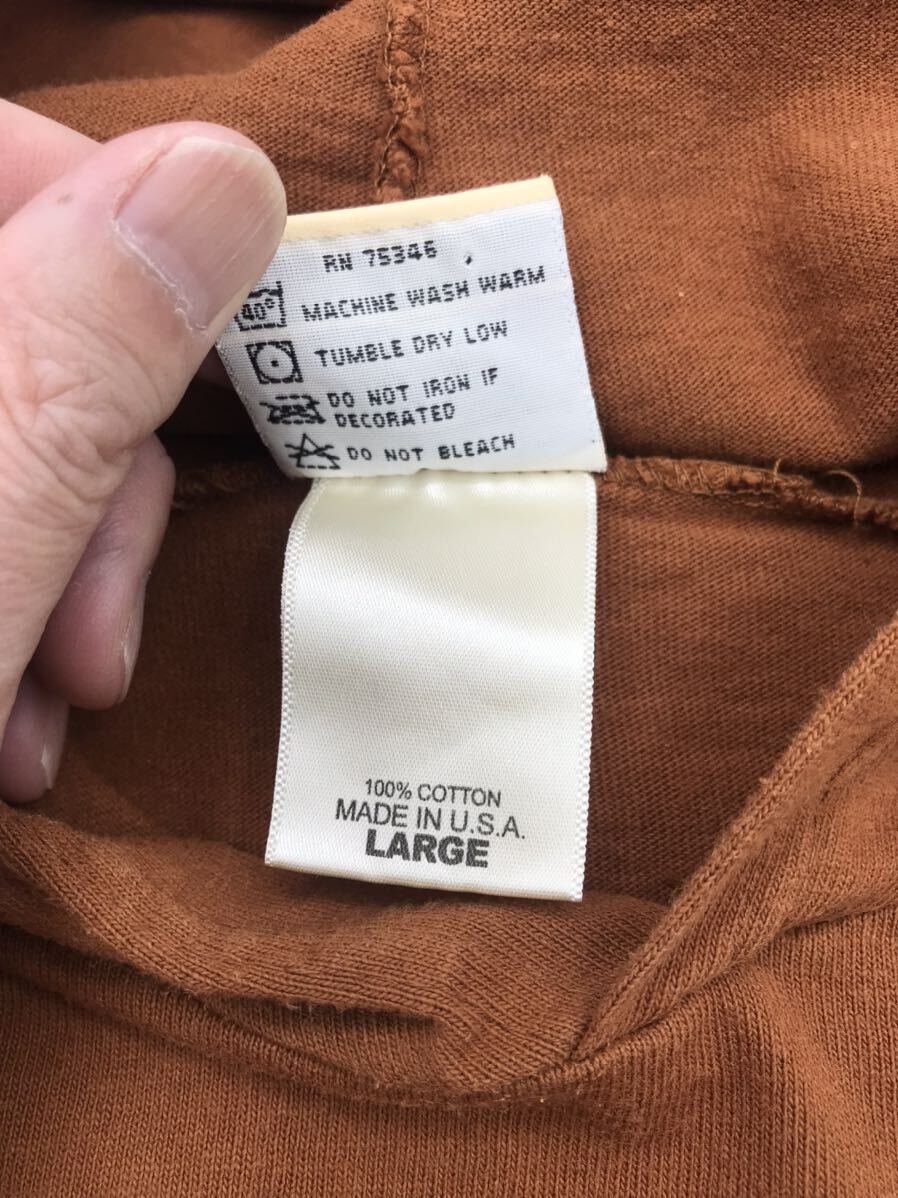 RN 75346
40°
MACHINE WASH WARM
TUMBLE DRY LOW
DO NOT IRON IF
DECORATED
DO NOT BLEACH
100% COTTON
MADE IN U.S.A.
LARGE